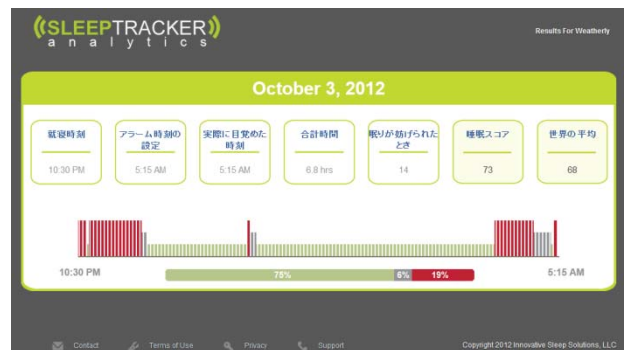 ((SLEEPTRACKER))
analytics
Results For Weatherly
October 3, 2012
就寝時刻
アラーム時刻の
設定
実際に目覚めた
時刻
合計時間
眠りが妨げられた
とき
睡眠スコア
世界の平均
10:30 PM
5:15 AM
5:15 AM
6.8 hrs
14
73
68
10:30 PM
75%
6%
19%
5:15 AM
Contact
Terms of Use
Privacy
Support
Copyright 2012 Innovative Sleep Solutions, LLC